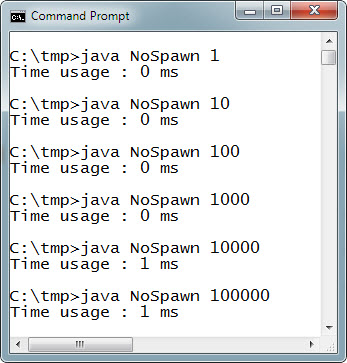 Command Prompt
C:\tmp>java NoSpawn 1
Time usage : 0 ms
C:\tmp>java NoSpawn 10
Time usage : 0 ms
C:\tmp>java NoSpawn 100
Time usage : 0 ms
C:\tmp>java NoSpawn 1000
Time usage : 0 ms
C:\tmp>java NoSpawn 10000
Time usage : 1 ms
C:\tmp>java NoSpawn 100000
Time usage : 1 ms